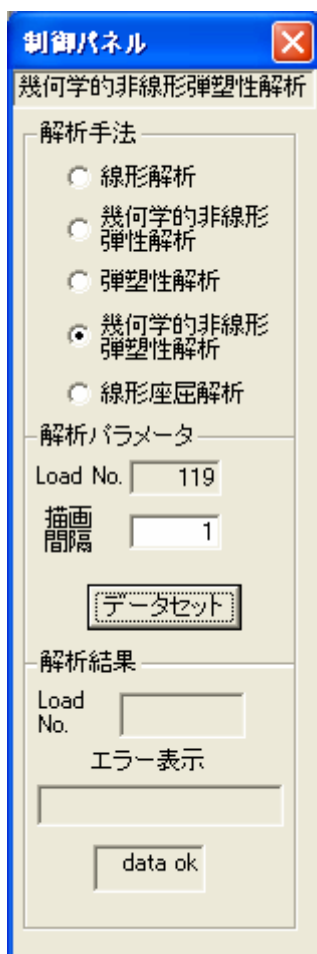 制御パネル
幾何学的非線形弾塑性解析
解析手法
線形解析
幾何学的非線形
弾性解析
弾塑性解析
幾何学的非線形
弾塑性解析
線形座屈解析
解析パラメータ
Load No. 119
描画
間隔 1
データセット
解析結果
Load
No.
エラー表示
data ok